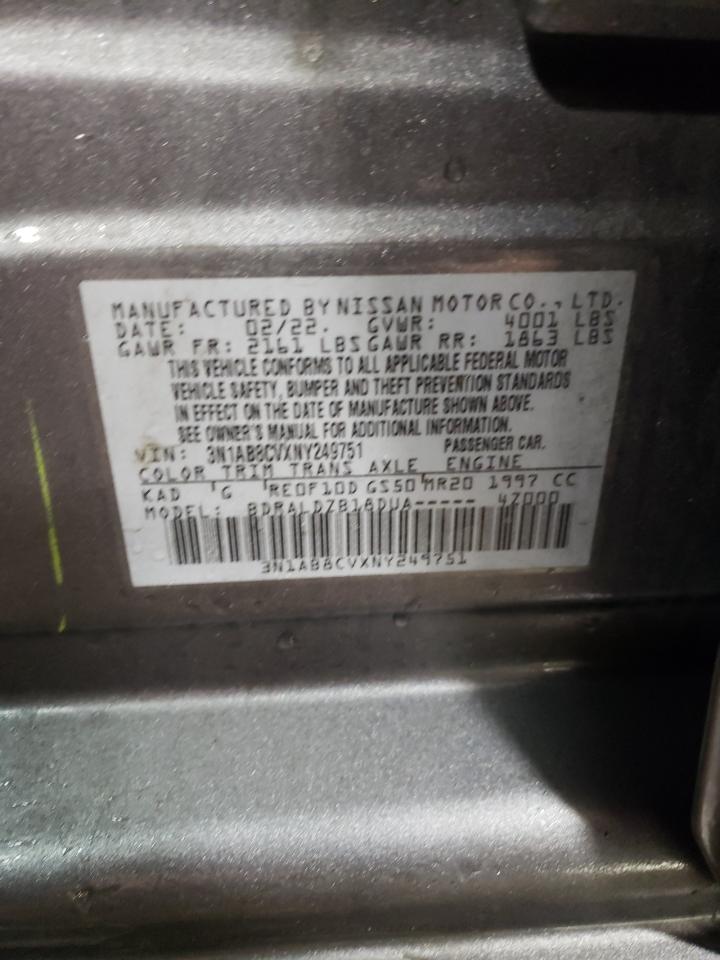 MANUFACTURED BY NISSAN MOTOR CO., LTD.
DATE: 02/22. GVWR: 4001 LBS
GAWR FR: 2161 LBS GAWR RR: 1863 LBS
THIS VEHICLE CONFORMS TO ALL APPLICABLE FEDERAL MOTOR
VEHICLE SAFETY, BUMPER AND THEFT PREVENTION STANDARDS
IN EFFECT ON THE DATE OF MANUFACTURE SHOWN ABOVE.
SEE OWNER'S MANUAL FOR ADDITIONAL INFORMATION.
VIN: 3N1AB8CVXNY249751 PASSENGER CAR.
COLOR TRIM TRANS AXLE ENGINE
KAD G RE0F10D GS50 MR20 1997 CC
MODEL: BDRALDZB18DUA----- 4Z000
3N1AB8CVXNY249751